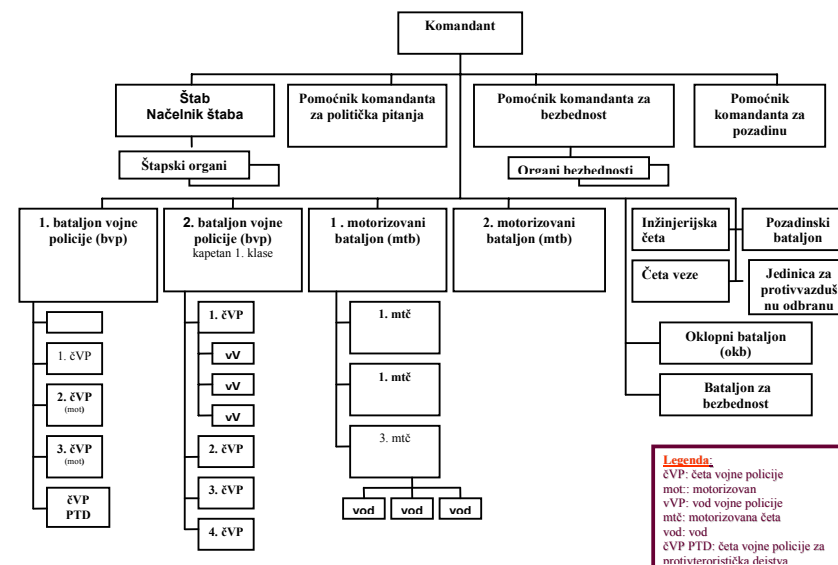 Komandant
Štab
Načelnik štaba
Pomoćnik komandanta
za politička pitanja
Pomoćnik komandanta za
bezbednost
Pomoćnik
komandanta za
pozadinu
Štapski organi
Organi bezbednosti
1. bataljon vojne
policije (bvp)
2. bataljon vojne
policije (bvp)
kapetan 1. klase
1 . motorizovani
bataljon (mtb)
2. motorizovani
bataljon (mtb)
Inžinjerijska
četa
Pozadinski
bataljon
Četa veze
Jedinica za
protivvazduš
nu odbranu
Oklopni bataljon
(okb)
Bataljon za
bezbednost
1. čVP
2. čVP
(mot)
3. čVP
(mot)
čVP
PTD
1. čVP
vV
vV
vV
2. čVP
3. čVP
4. čVP
1. mtč
1. mtč
3. mtč
vod
vod
vod
Legenda:
čVP: četa vojne policije
mot:: motorizovan
vVP: vod vojne policije
mtč: motorizovana četa
vod: vod
čVP PTD: četa vojne policije za
protivteroristička dejstva